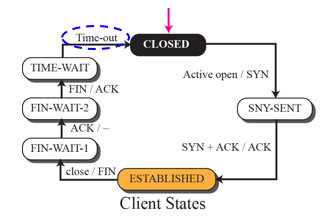 Time-out
CLOSED
TIME-WAIT
Active open / SYN
FIN / ACK
FIN-WAIT-2
SNY-SENT
ACK / –
SYN + ACK / ACK
FIN-WAIT-1
close / FIN
ESTABLISHED
Client States